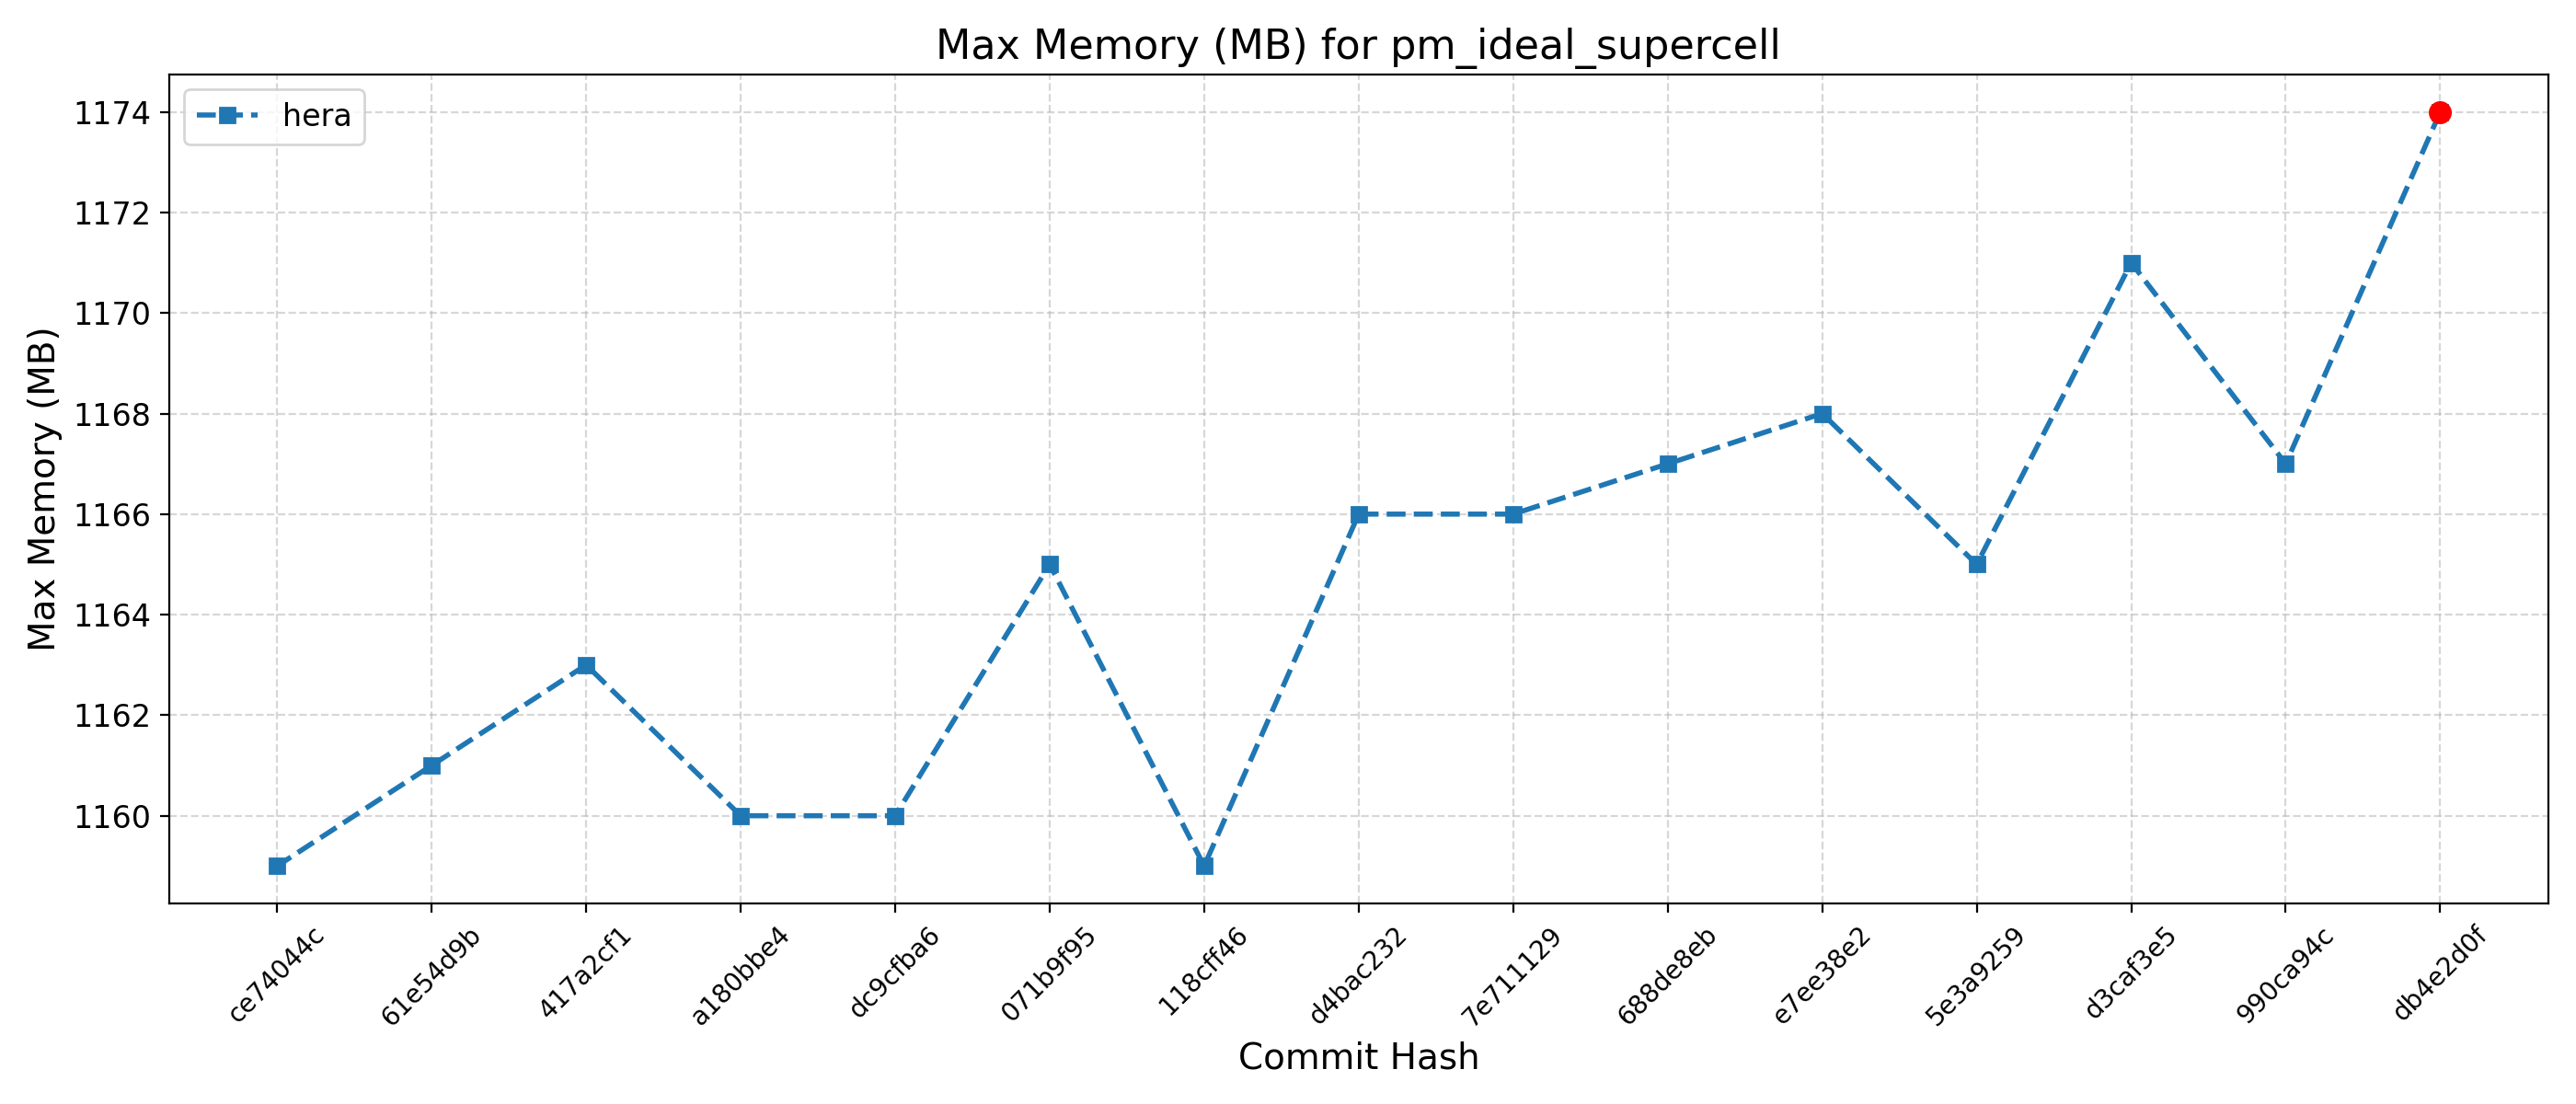 Max Memory (MB) for pm_ideal_supercell
hera
Max Memory (MB)
1174
1172
1170
1168
1166
1164
1162
1160
ce74044c
61e54d9b
417a2cf1
a180bbe4
dc9cfba6
071b9f95
118cff46
d4bac232
7e711129
688de8eb
e7ee38e2
5e3a9259
d3caf3e5
990ca94c
db4e2d0f
Commit Hash